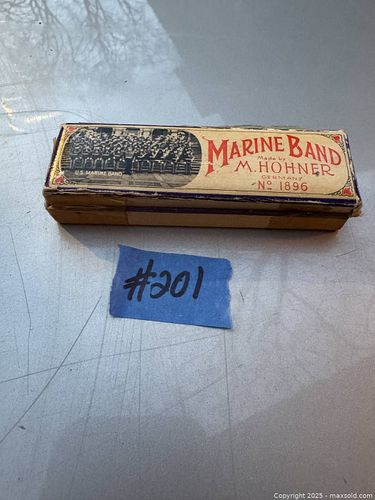 MARINE BAND
Made by
M. HOHNER
GERMANY
Nº 1896
U.S. MARINE BAND
#201
Copyright © 2025 - maxsold.com